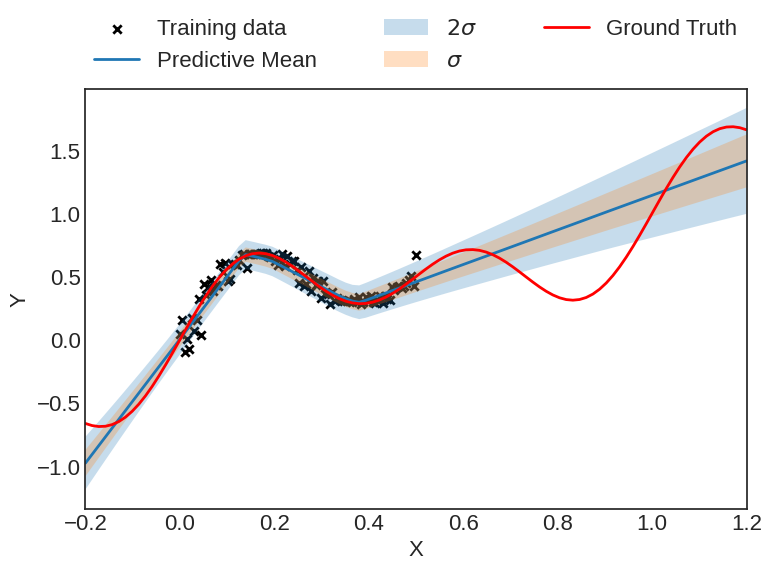 Training data
Predictive Mean
2σ
σ
Ground Truth
Y
1.5
1.0
0.5
0.0
−0.5
−1.0
−0.2 0.0 0.2 0.4 0.6 0.8 1.0 1.2
X